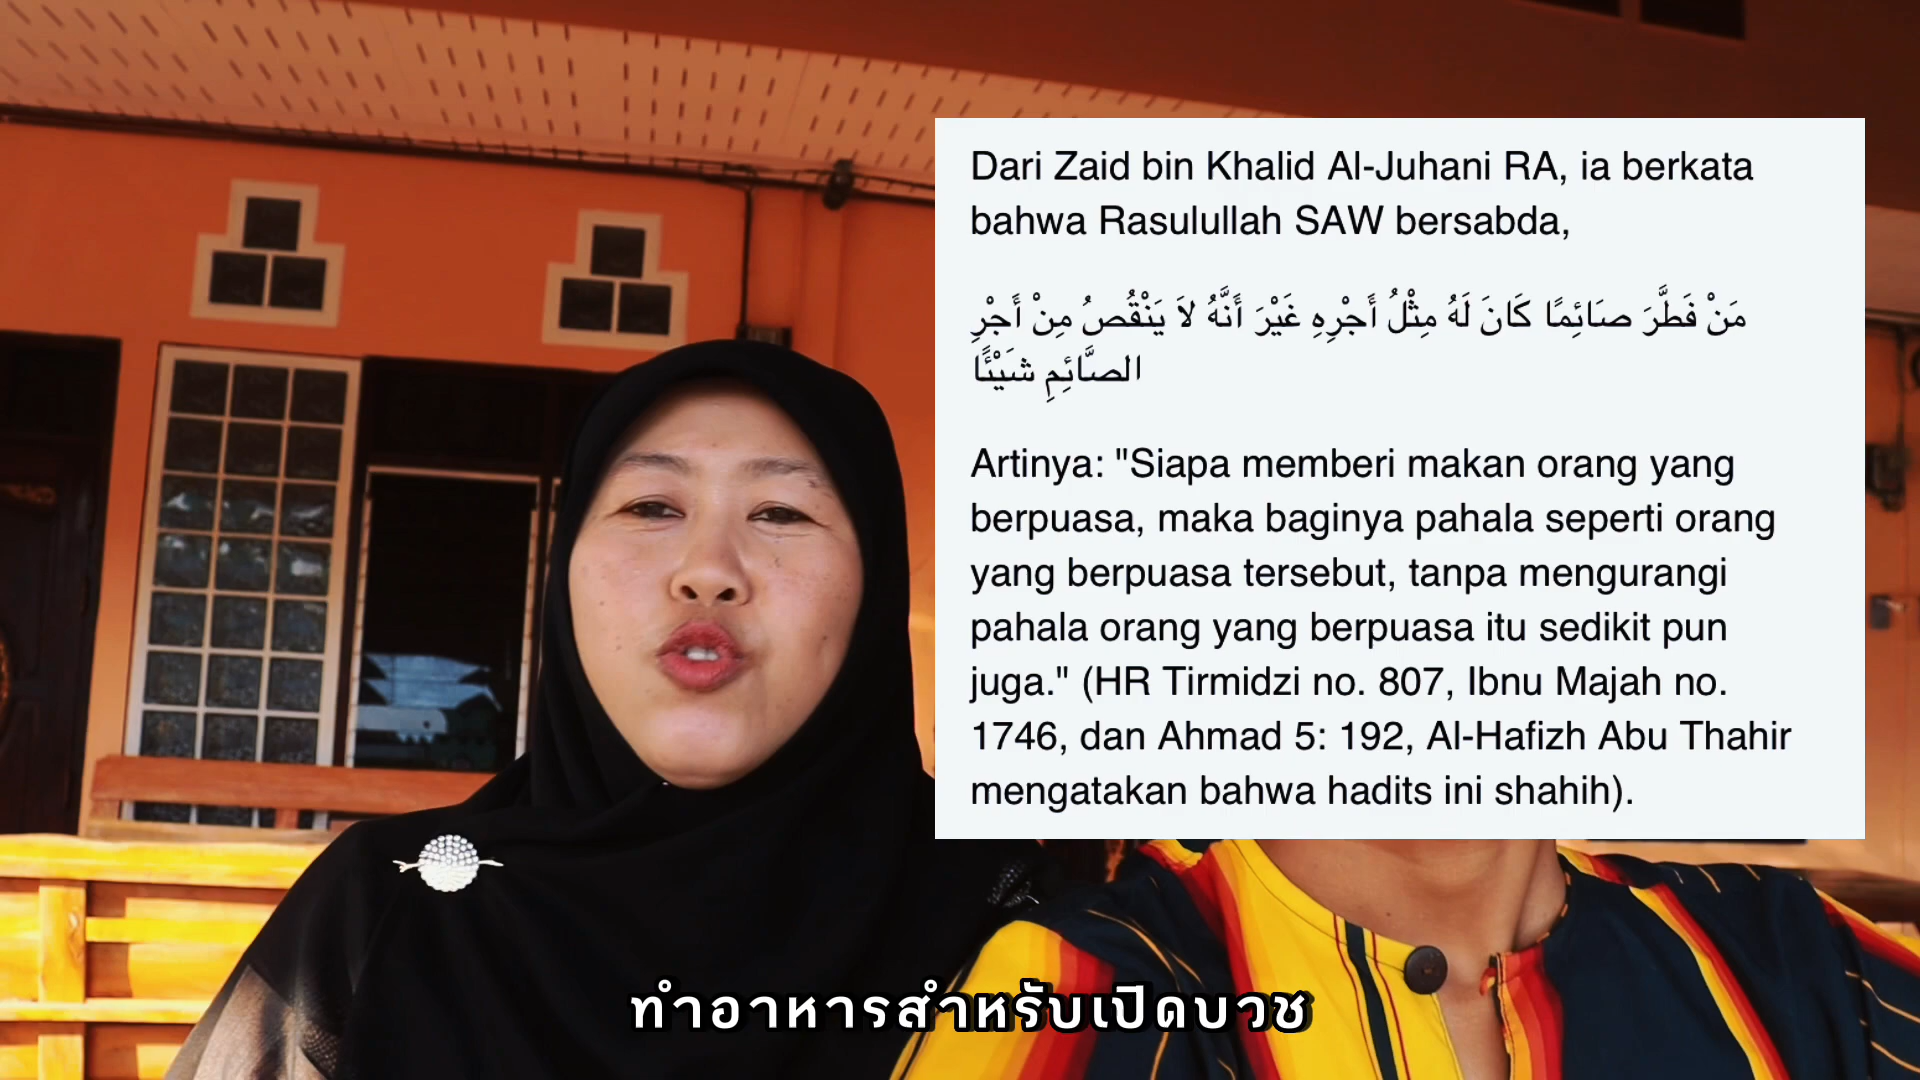 Dari Zaid bin Khalid Al-Juhani RA, ia berkata
bahwa Rasulullah SAW bersabda,
مَنْ فَطَّرَ صَائِمًا كَانَ لَهُ مِثْلُ أَجْرِهِ غَيْرَ أَنَّهُ لاَ يَنْقُصُ مِنْ أَجْرِ
الصَّائِمِ شَيْئًا
Artinya: "Siapa memberi makan orang yang
berpuasa, maka baginya pahala seperti orang
yang berpuasa tersebut, tanpa mengurangi
pahala orang yang berpuasa itu sedikit pun
juga." (HR Tirmidzi no. 807, Ibnu Majah no.
1746, dan Ahmad 5: 192, Al-Hafizh Abu Thahir
mengatakan bahwa hadits ini shahih).
ทำอาหารสำหรับเปิดบวช